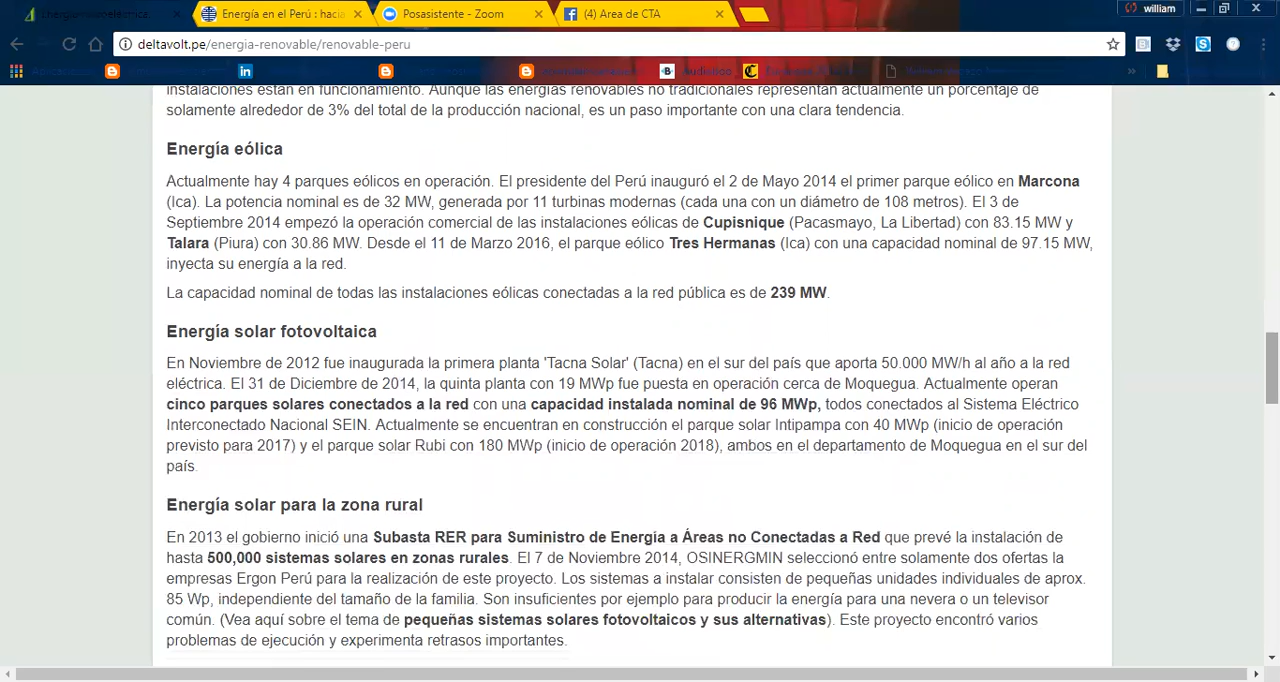 Energía en el Perú : hacia
Posasistente - Zoom
(4) Area de CTA
william
deltavolt.pe/energia-renovable/renovable-peru
instalaciones están en funcionamiento. Aunque las energías renovables no tradicionales representan actualmente un porcentaje de
solamente alrededor de 3% del total de la producción nacional, es un paso importante con una clara tendencia.
Energía eólica
Actualmente hay 4 parques eólicos en operación. El presidente del Perú inauguró el 2 de Mayo 2014 el primer parque eólico en Marcona
(Ica). La potencia nominal es de 32 MW, generada por 11 turbinas modernas (cada una con un diámetro de 108 metros). El 3 de
Septiembre 2014 empezó la operación comercial de las instalaciones eólicas de Cupisnique (Pacasmayo, La Libertad) con 83.15 MW y
Talara (Piura) con 30.86 MW. Desde el 11 de Marzo 2016, el parque eólico Tres Hermanas (Ica) con una capacidad nominal de 97.15 MW,
inyecta su energía a la red.
La capacidad nominal de todas las instalaciones eólicas conectadas a la red pública es de 239 MW.
Energía solar fotovoltaica
En Noviembre de 2012 fue inaugurada la primera planta 'Tacna Solar' (Tacna) en el sur del país que aporta 50.000 MW/h al año a la red
eléctrica. El 31 de Diciembre de 2014, la quinta planta con 19 MWp fue puesta en operación cerca de Moquegua. Actualmente operan
cinco parques solares conectados a la red con una capacidad instalada nominal de 96 MWp, todos conectados al Sistema Eléctrico
Interconectado Nacional SEIN. Actualmente se encuentran en construcción el parque solar Intipampa con 40 MWp (inicio de operación
previsto para 2017) y el parque solar Rubi con 180 MWp (inicio de operación 2018), ambos en el departamento de Moquegua en el sur del
país.
Energía solar para la zona rural
En 2013 el gobierno inició una Subasta RER para Suministro de Energía a Áreas no Conectadas a Red que prevé la instalación de
hasta 500,000 sistemas solares en zonas rurales. El 7 de Noviembre 2014, OSINERGMIN seleccionó entre solamente dos ofertas la
empresas Ergon Perú para la realización de este proyecto. Los sistemas a instalar consisten de pequeñas unidades individuales de aprox.
85 Wp, independiente del tamaño de la familia. Son insuficientes por ejemplo para producir la energía para una nevera o un televisor
común. (Vea aquí sobre el tema de pequeñas sistemas solares fotovoltaicos y sus alternativas). Este proyecto encontró varios
problemas de ejecución y experimenta retrasos importantes.